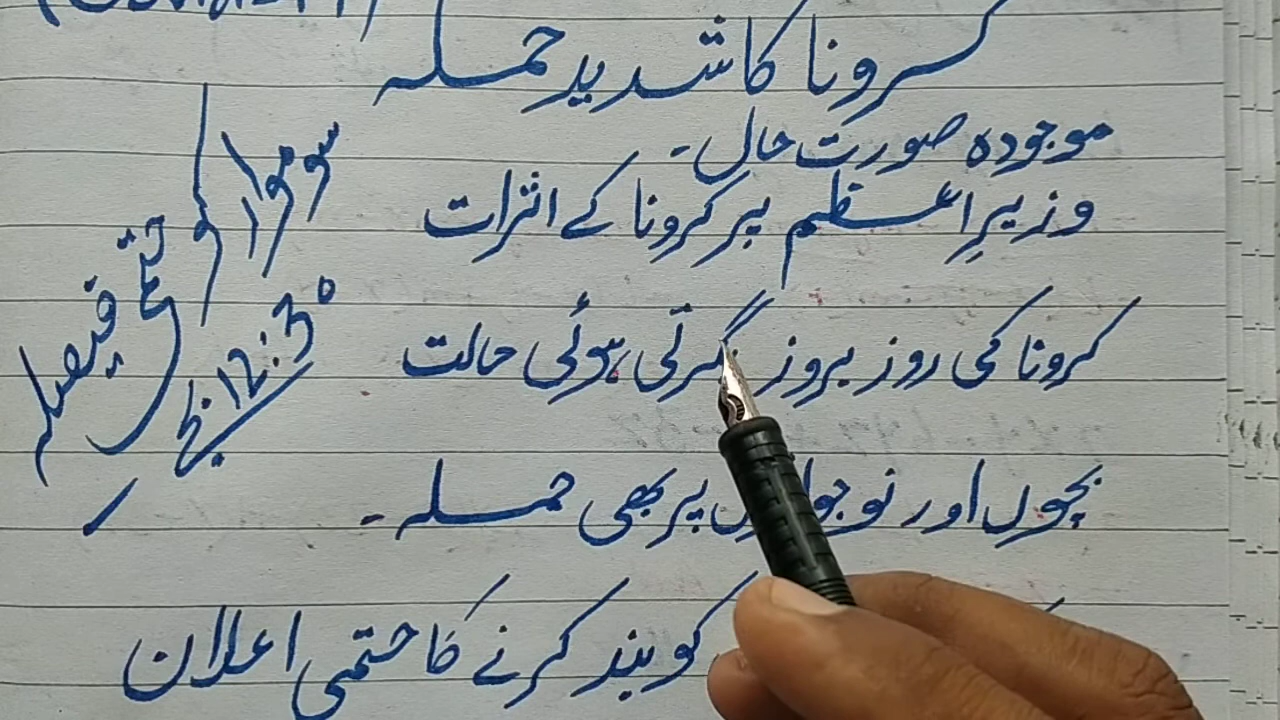 کرونا کا شدید حملہ
موجودہ صورت حال۔
وزیرِاعظم پر کرونا کے اثرات
کرونا کی روز بروز گرتی ہوئی حالت
بچوں اور نوجوانوں پر بھی حملہ۔
کو بند کرنے کا حتمی اعلان
سوموار
12:30 بجے
حتمی فیصلہ